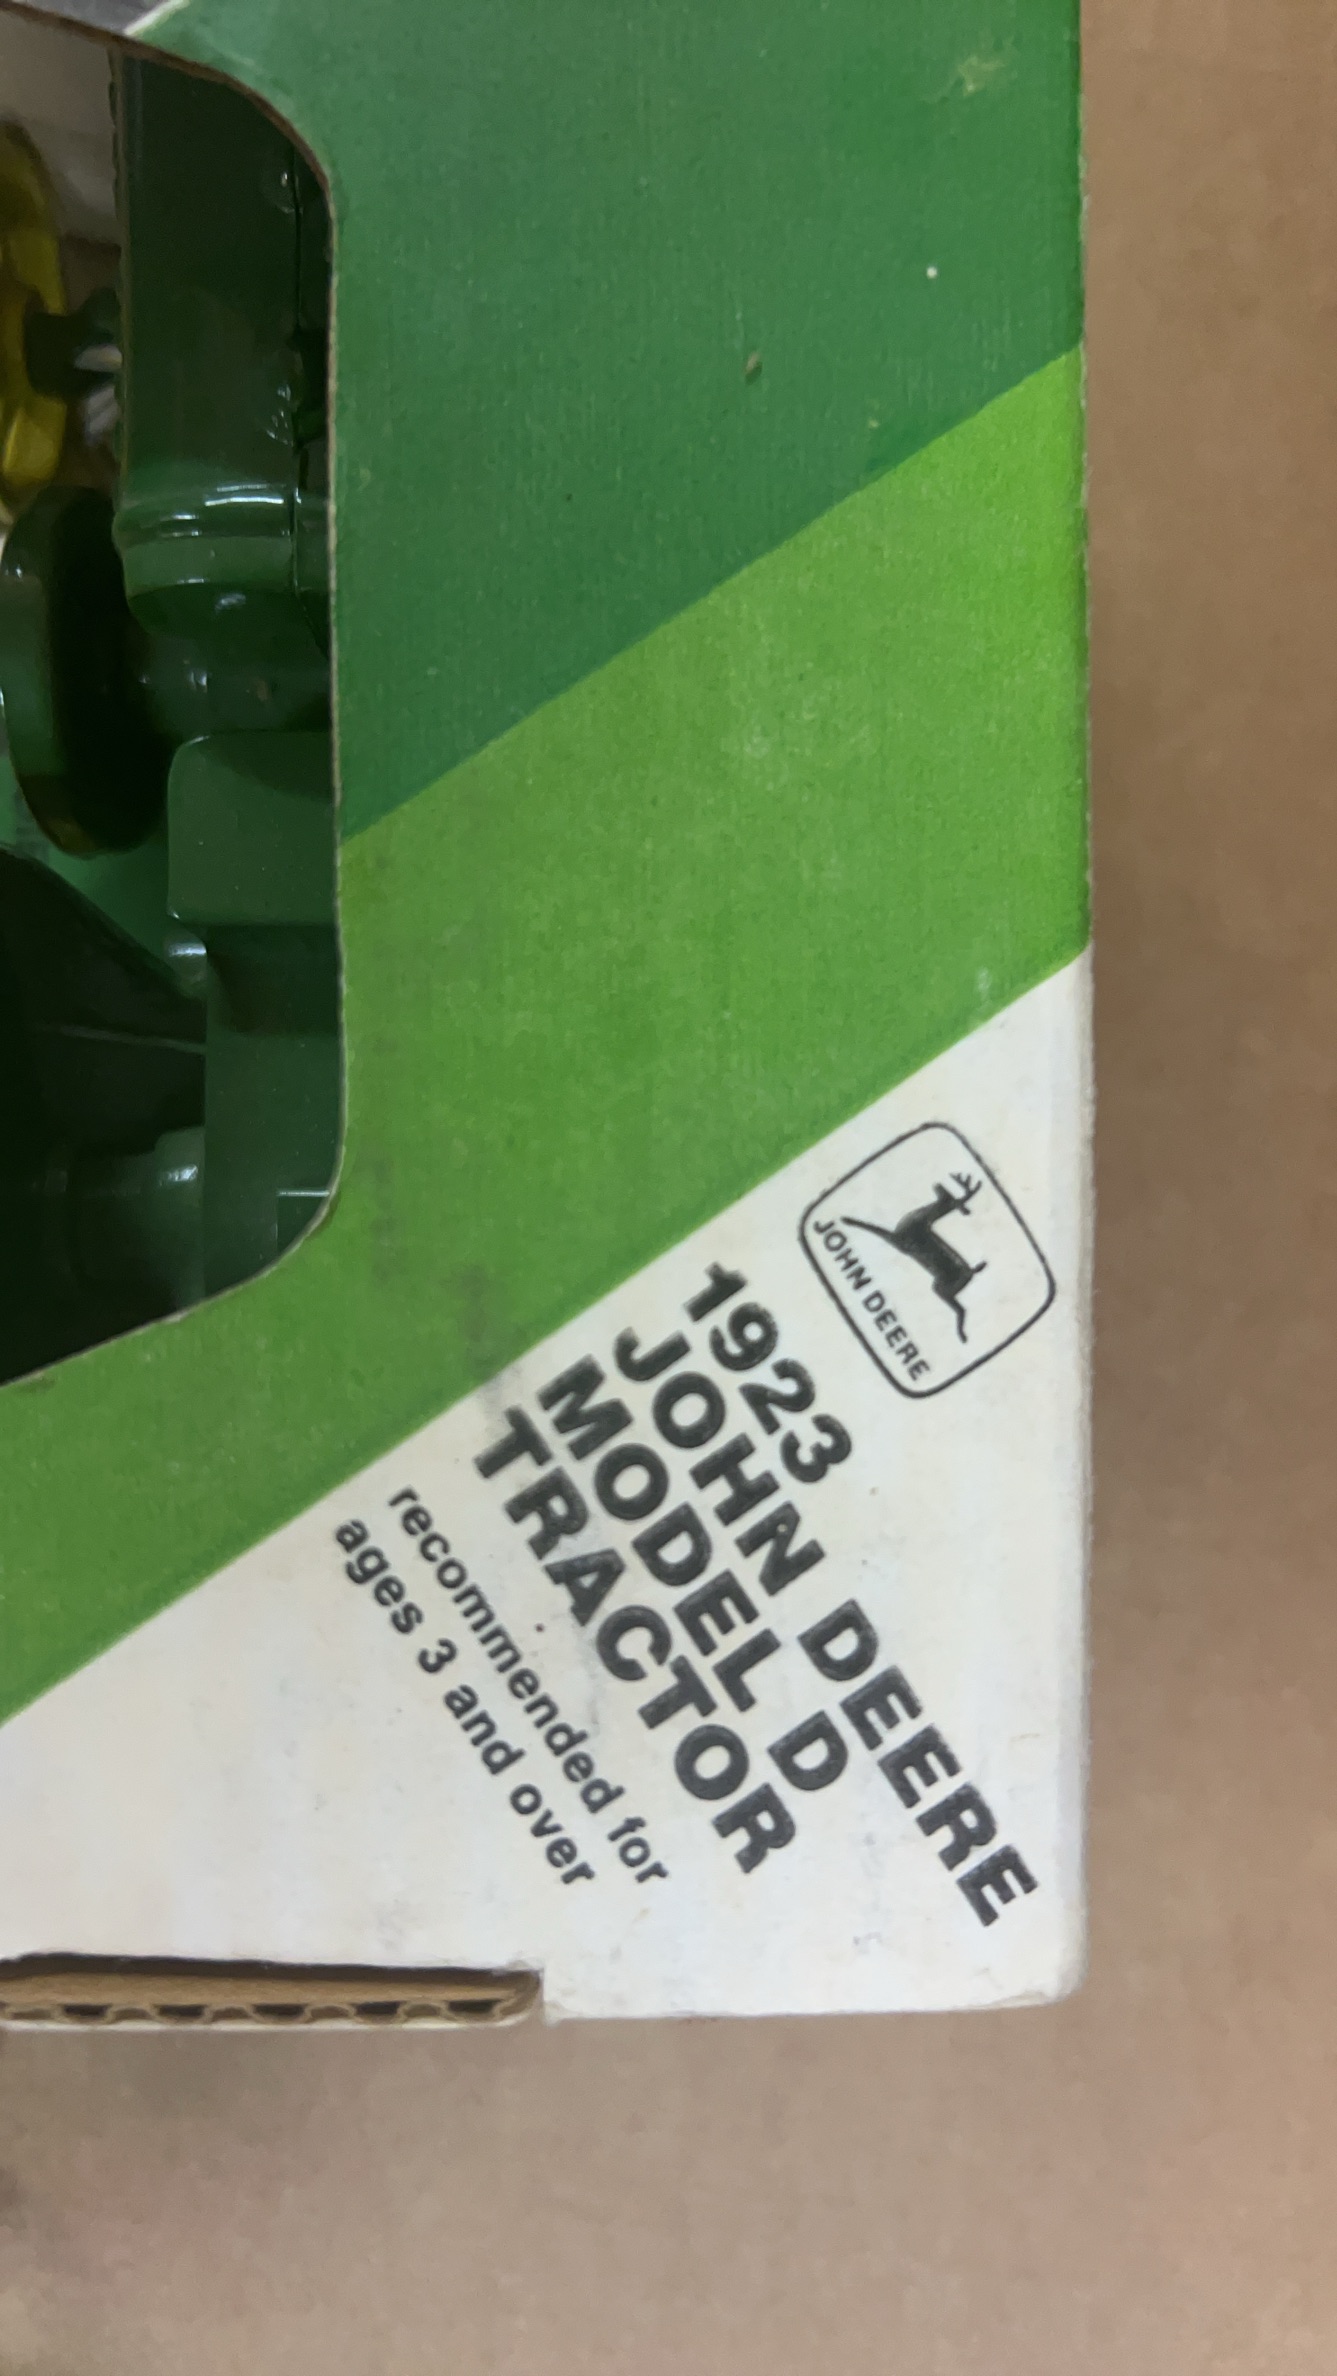 JOHN DEERE
1923
JOHN DEERE
MODEL D
TRACTOR
recommended for
ages 3 and over